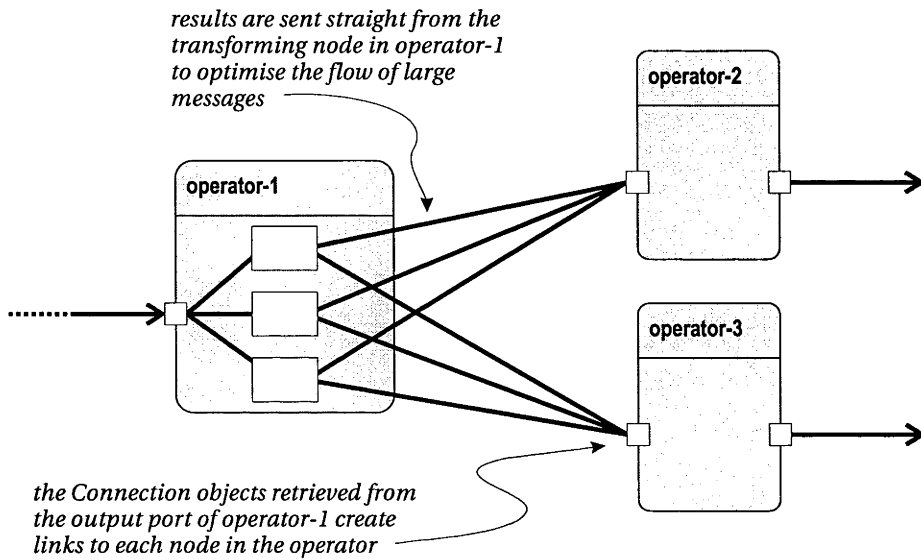 results are sent straight from the
transforming node in operator-1
to optimise the flow of large
messages
operator-2
operator-1
operator-3
the Connection objects retrieved from
the output port of operator-1 create
links to each node in the operator